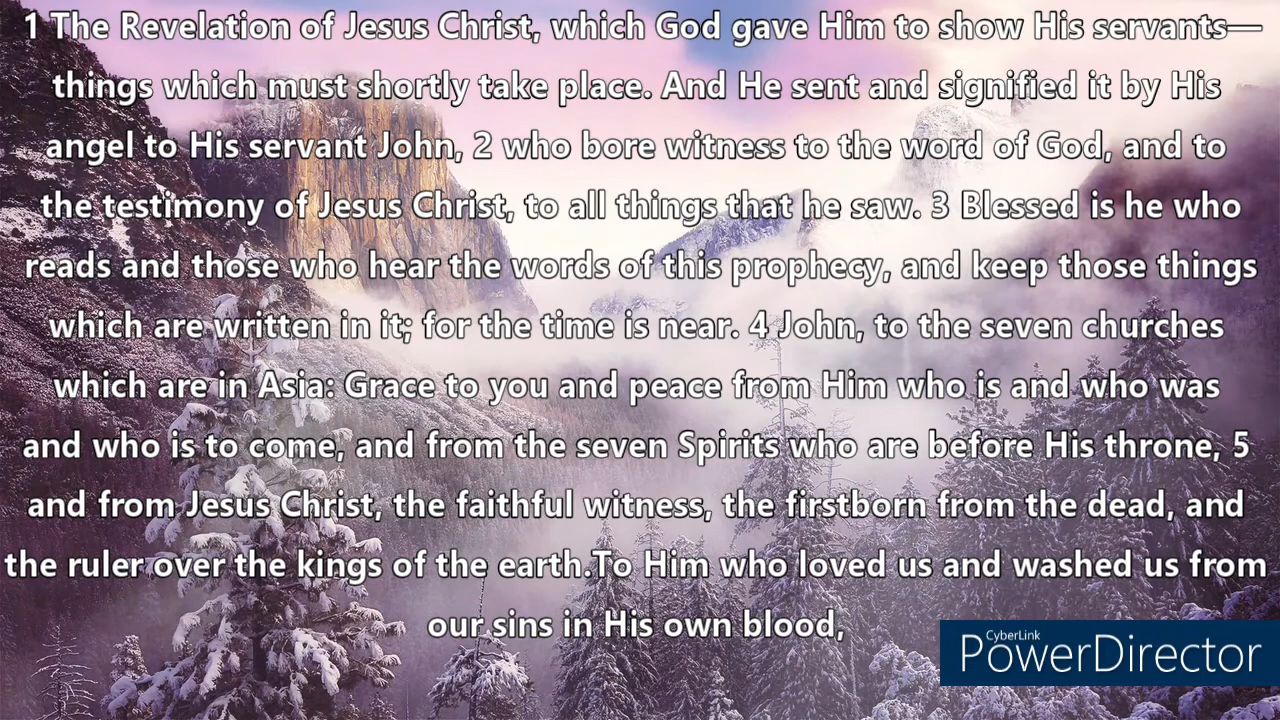 1 The Revelation of Jesus Christ, which God gave Him to show His servants—
things which must shortly take place. And He sent and signified it by His
angel to His servant John, 2 who bore witness to the word of God, and to
the testimony of Jesus Christ, to all things that he saw. 3 Blessed is he who
reads and those who hear the words of this prophecy, and keep those things
which are written in it; for the time is near. 4 John, to the seven churches
which are in Asia: Grace to you and peace from Him who is and who was
and who is to come, and from the seven Spirits who are before His throne, 5
and from Jesus Christ, the faithful witness, the firstborn from the dead, and
the ruler over the kings of the earth.To Him who loved us and washed us from
our sins in His own blood,
CyberLink
PowerDirector